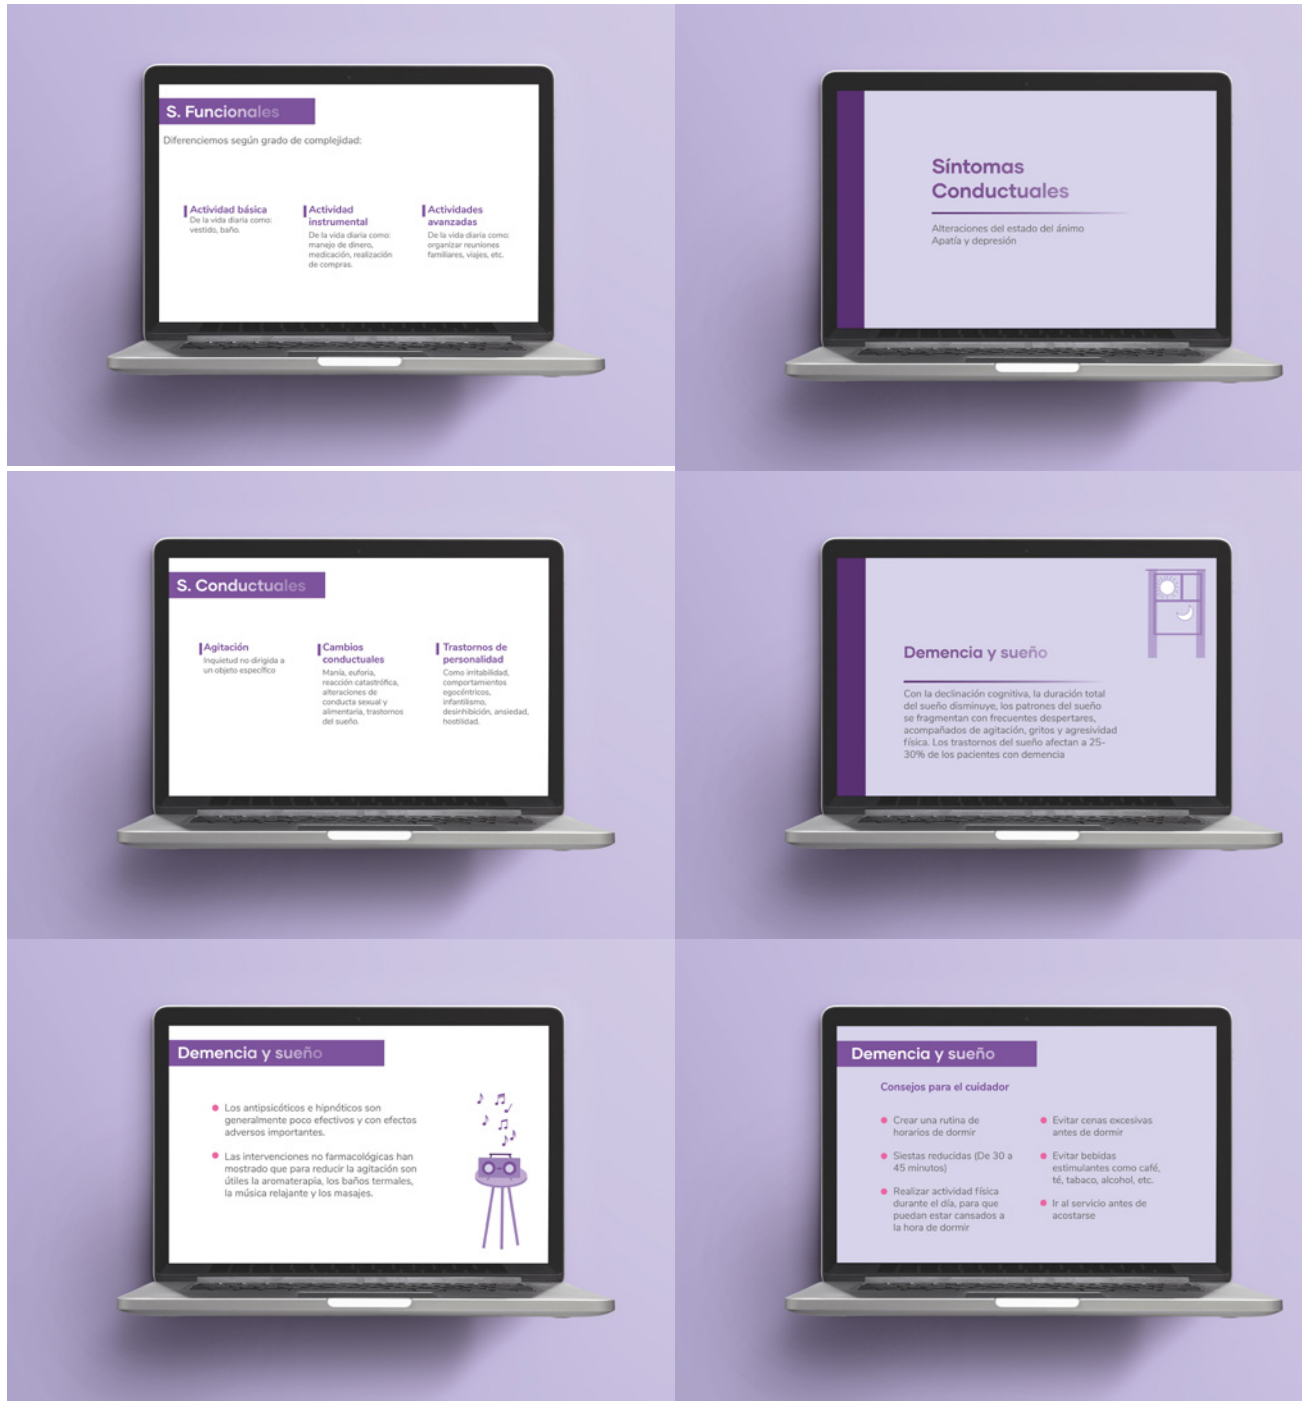 S. Funcionales
Diferenciemos según grado de complejidad:
Actividad básica
De la vida diaria como:
vestido, baño.
Actividad
instrumental
De la vida diaria como:
manejo de dinero,
medicación, realización
de compras.
Actividades
avanzadas
De la vida diaria como:
organizar reuniones
familiares, viajes, etc.
Síntomas
Conductuales
Alteraciones del estado del ánimo
Apatía y depresión
S. Conductuales
Agitación
Inquietud no dirigida a
un objeto específico
Cambios
conductuales
Manía, euforia,
reacción catastrófica,
alteraciones de
conducta sexual y
alimentaria, trastornos
del sueño.
Trastornos de
personalidad
Como irritabilidad,
comportamientos
egocéntricos,
infantilismo,
desinhibición, ansiedad,
hostilidad.
Demencia y sueño
Con la declinación cognitiva, la duración total
del sueño disminuye, los patrones del sueño
se fragmentan con frecuentes despertares,
acompañados de agitación, gritos y agresividad
física. Los trastornos del sueño afectan a 25-
30% de los pacientes con demencia
Demencia y sueño
Los antipsicóticos e hipnóticos son
generalmente poco efectivos y con efectos
adversos importantes.
Las intervenciones no farmacológicas han
mostrado que para reducir la agitación son
útiles la aromaterapia, los baños termales,
la música relajante y los masajes.
Demencia y sueño
Consejos para el cuidador
Crear una rutina de
horarios de dormir
Siestas reducidas (De 30 a
45 minutos)
Realizar actividad física
durante el día, para que
puedan estar cansados a
la hora de dormir
Evitar cenas excesivas
antes de dormir
Evitar bebidas
estimulantes como café,
té, tabaco, alcohol, etc.
Ir al servicio antes de
acostarse